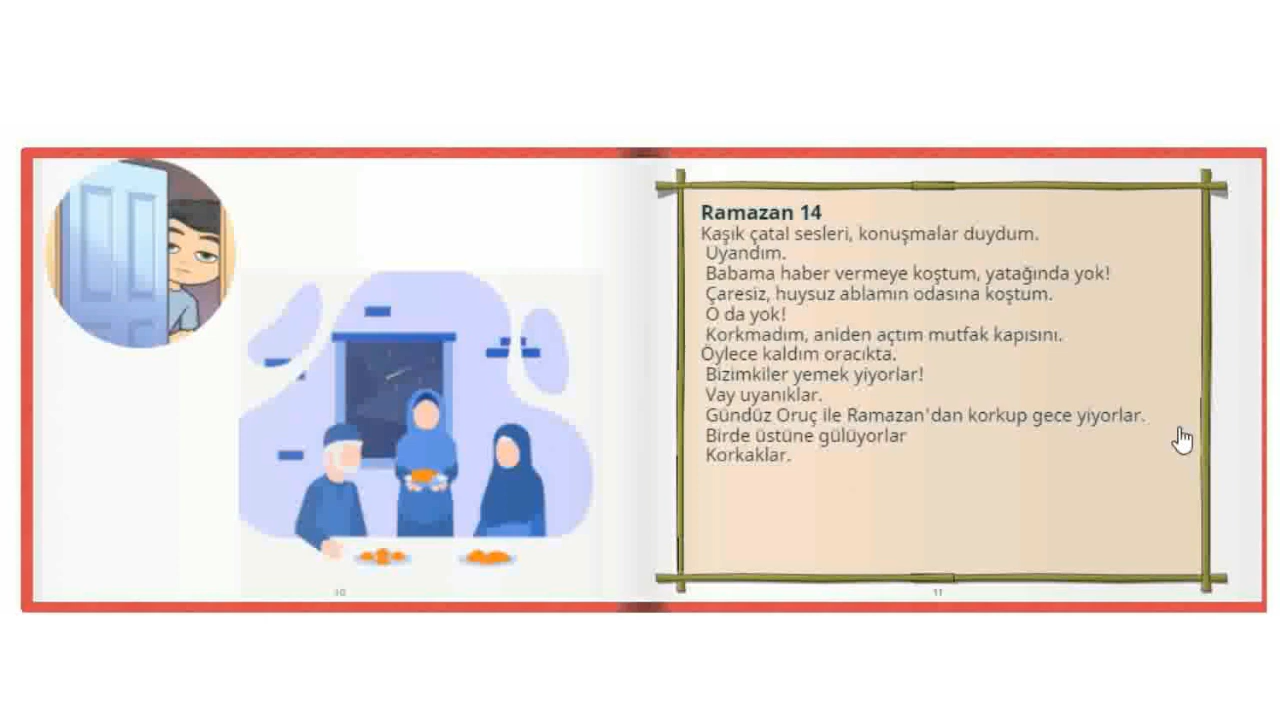 Ramazan 14
Kaşık çatal sesleri, konuşmalar duydum.
Uyandım.
Babama haber vermeye koştum, yatağında yok!
Çaresiz, huysuz ablamın odasına koştum.
O da yok!
Korkmadım, aniden açtım mutfak kapısını.
Öylece kaldım oracıkta.
Bizimkiler yemek yiyorlar!
Vay uyanıklar.
Gündüz Oruç ile Ramazan'dan korkup gece yiyorlar.
Birde üstüne gülüyorlar
Korkaklar.
10
11